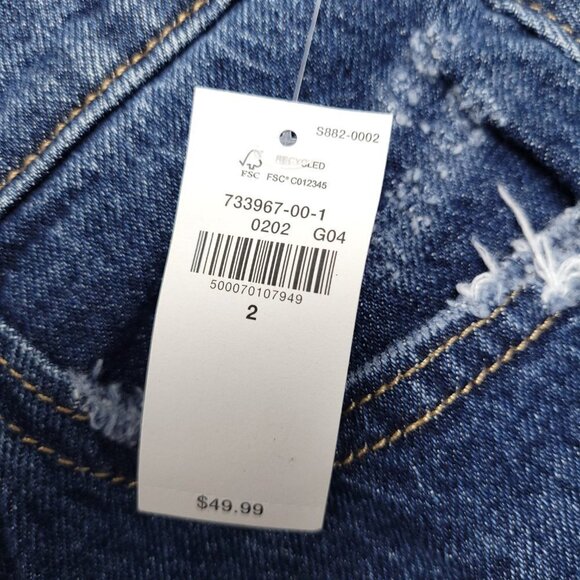 S882-0002
RECYCLED
FSC FSC® C012345
733967-00-1
0202 G04
500070107949
2
$49.99